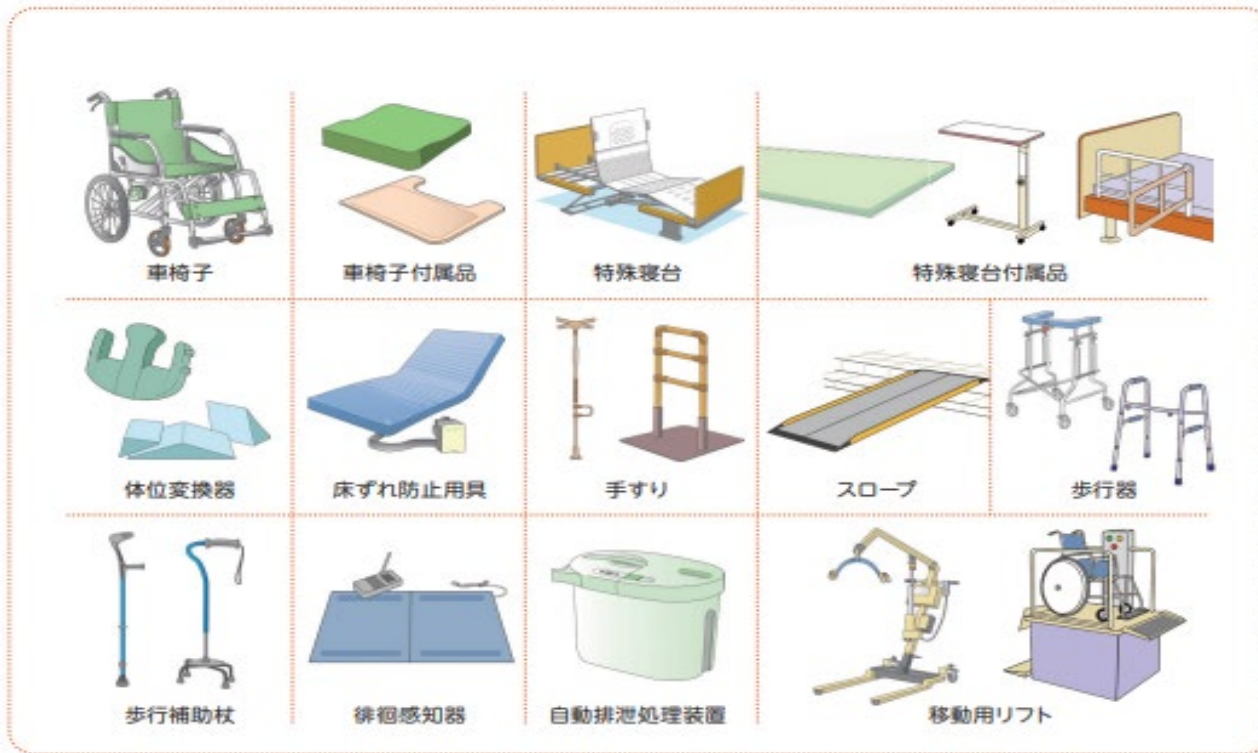 車椅子
車椅子付属品
特殊寝台
特殊寝台付属品
体位変換器
床ずれ防止用具
手すり
スロープ
歩行器
歩行補助杖
徘徊感知器
自動排泄処理装置
移動用リフト